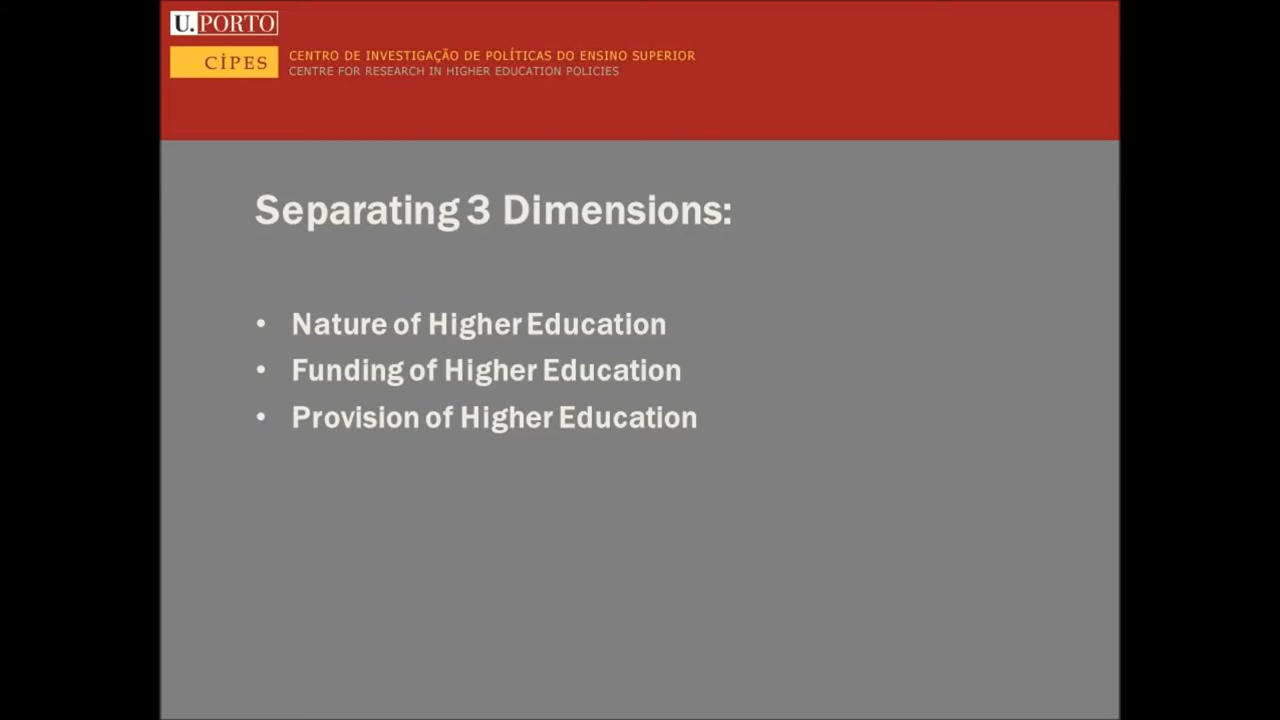 U.PORTO
CIPES
CENTRO DE INVESTIGAÇÃO DE POLÍTICAS DO ENSINO SUPERIOR
CENTRE FOR RESEARCH IN HIGHER EDUCATION POLICIES
Separating 3 Dimensions:
• Nature of Higher Education
• Funding of Higher Education
• Provision of Higher Education